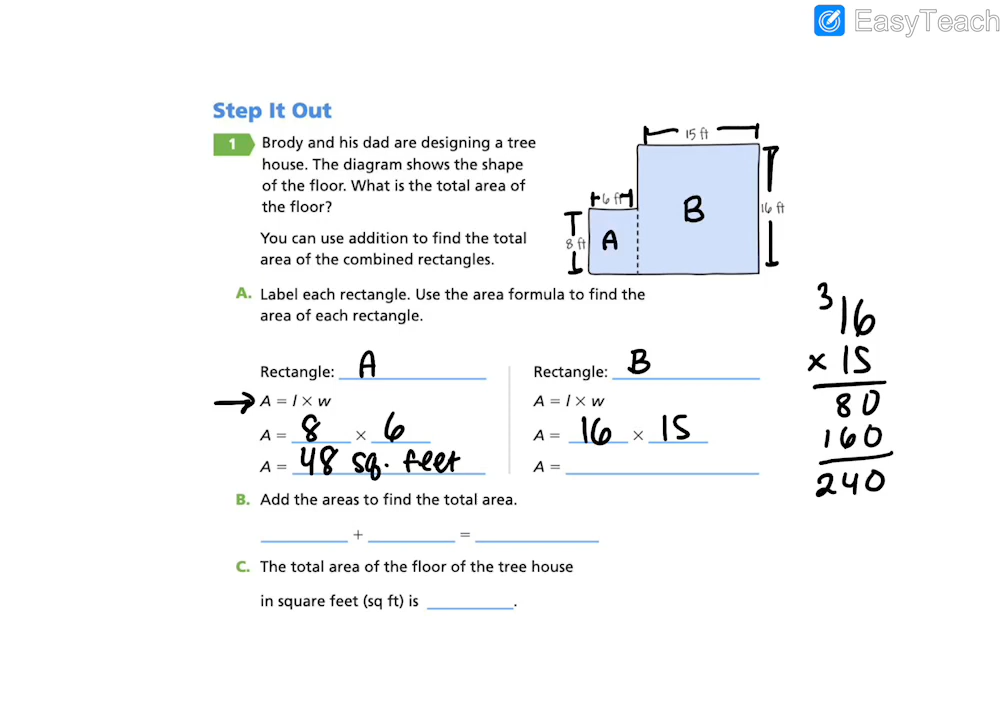 EasyTeach
Step It Out
1 Brody and his dad are designing a tree
house. The diagram shows the shape
of the floor. What is the total area of
the floor?
You can use addition to find the total
area of the combined rectangles.
15 ft
6 ft
B
16 ft
8 ft
A
A. Label each rectangle. Use the area formula to find the
area of each rectangle.
Rectangle: A
A = l × w
A = 8 × 6
A = 48 sq. feet
Rectangle: B
A = l × w
A = 16 × 15
A =
3
16
× 15
80
160
240
B. Add the areas to find the total area.
+ =
C. The total area of the floor of the tree house
in square feet (sq ft) is .